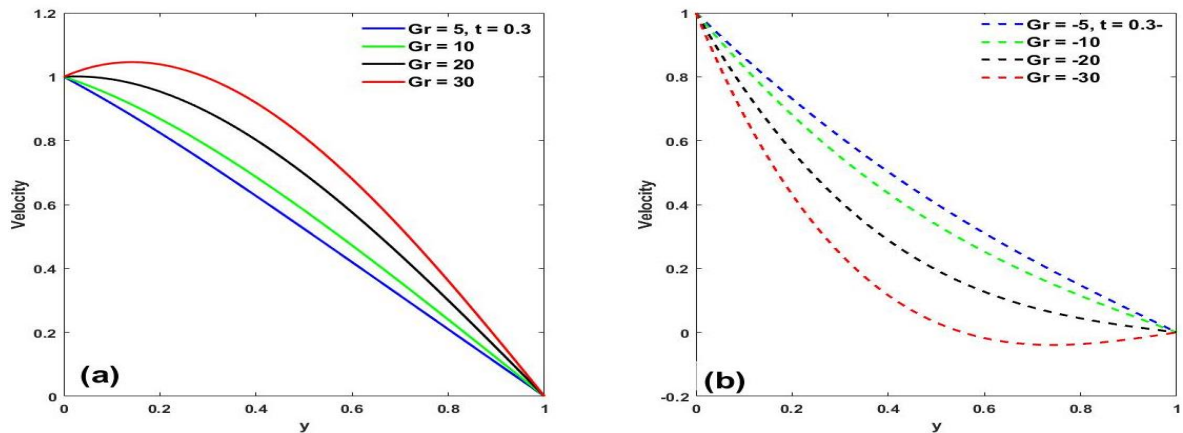 1.2
1
0.8
0.6
0.4
0.2
0
Velocity
Gr = 5, t = 0.3
Gr = 10
Gr = 20
Gr = 30
(a)
0 0.2 0.4 0.6 0.8 1
y
1
0.8
0.6
0.4
0.2
0
-0.2
Velocity
Gr = -5, t = 0.3-
Gr = -10
Gr = -20
Gr = -30
(b)
0 0.2 0.4 0.6 0.8 1
y